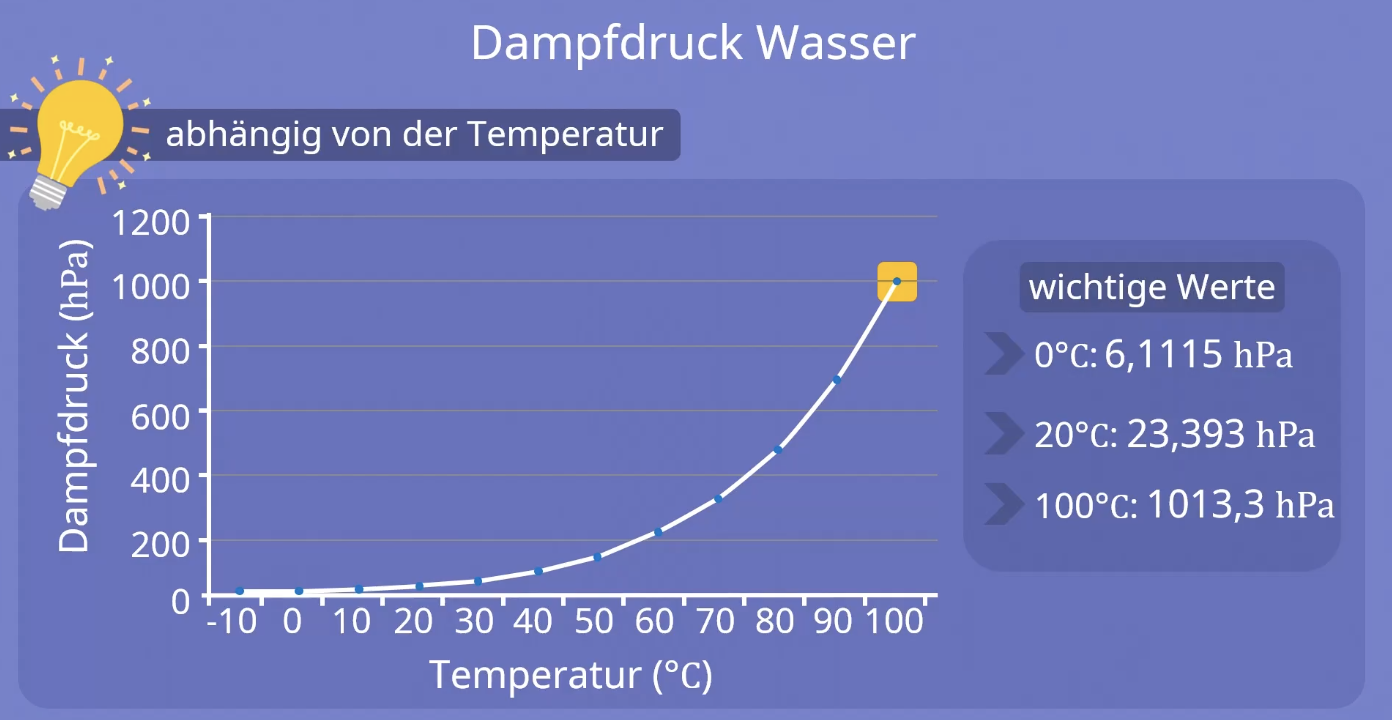 Dampfdruck Wasser
abhängig von der Temperatur
Dampfdruck (hPa)
1200
1000
800
600
400
200
0
-10 0 10 20 30 40 50 60 70 80 90 100
Temperatur (°C)
wichtige Werte
0°C: 6,1115 hPa
20°C: 23,393 hPa
100°C: 1013,3 hPa